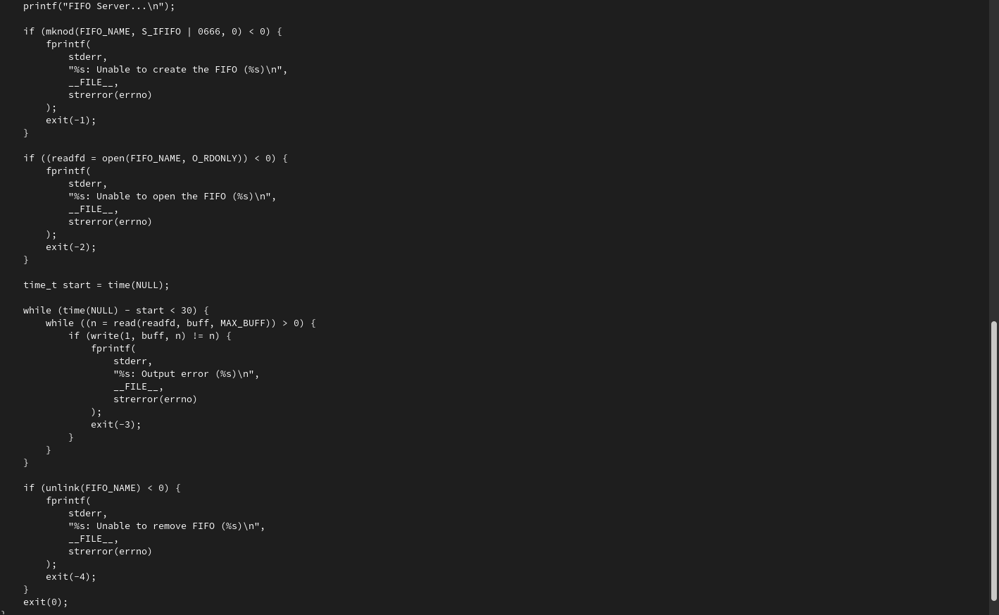 printf("FIFO Server...\n");
if (mknod(FIFO_NAME, S_IFIFO | 0666, 0) < 0) {
fprintf(
stderr,
"%s: Unable to create the FIFO (%s)\n",
__FILE__,
strerror(errno)
);
exit(-1);
}
if ((readfd = open(FIFO_NAME, O_RDONLY)) < 0) {
fprintf(
stderr,
"%s: Unable to open the FIFO (%s)\n",
__FILE__,
strerror(errno)
);
exit(-2);
}
time_t start = time(NULL);
while (time(NULL) - start < 30) {
while ((n = read(readfd, buff, MAX_BUFF)) > 0) {
if (write(1, buff, n) != n) {
fprintf(
stderr,
"%s: Output error (%s)\n",
__FILE__,
strerror(errno)
);
exit(-3);
}
}
}
if (unlink(FIFO_NAME) < 0) {
fprintf(
stderr,
"%s: Unable to remove FIFO (%s)\n",
__FILE__,
strerror(errno)
);
exit(-4);
}
exit(0);
}